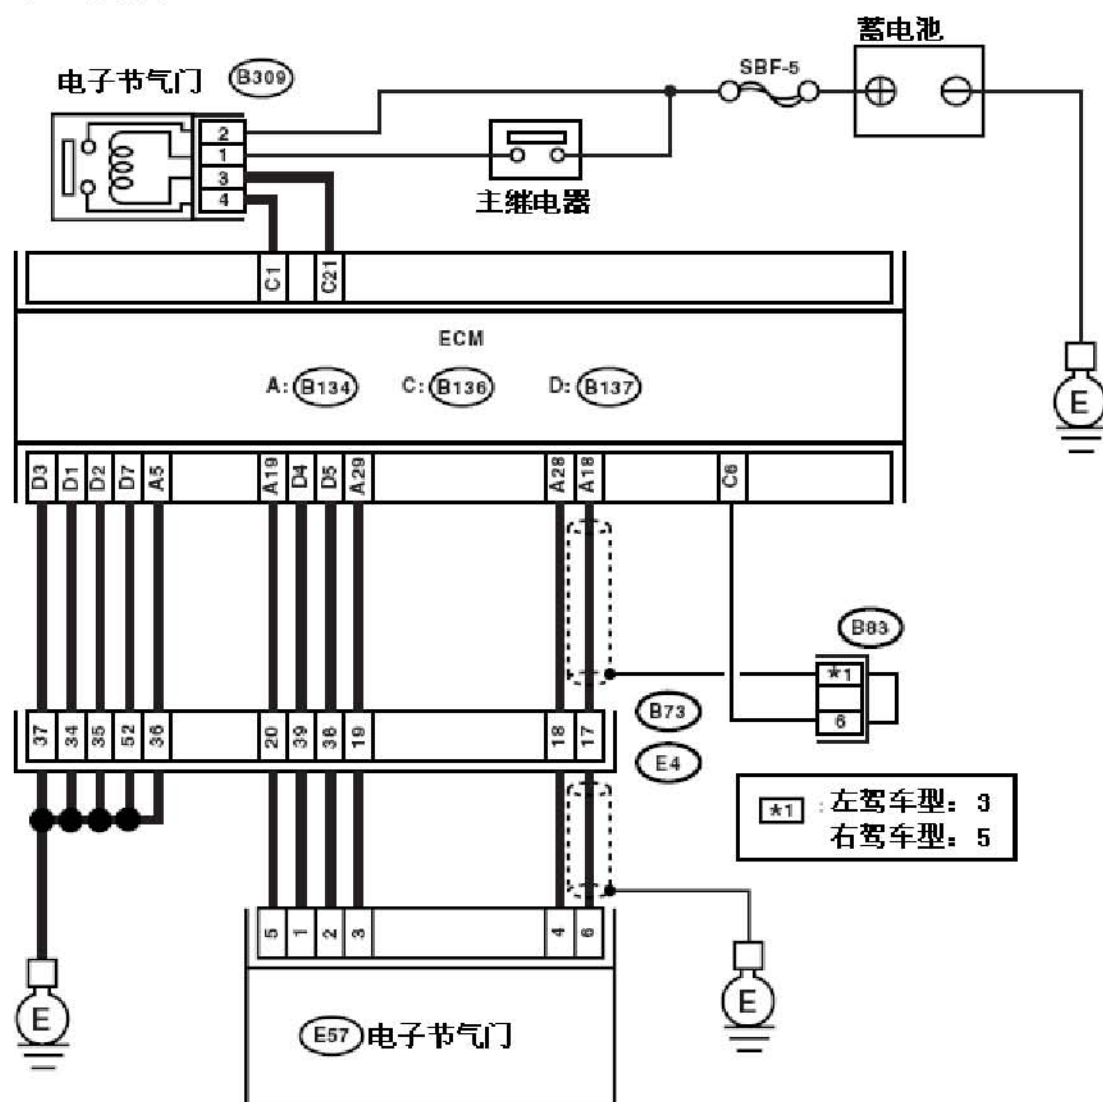 蓄电池
SBF-5
电子节气门 B309
2
1
3
4
主继电器
E
C1 C21
ECM
A: B134 C: B136 D: B137
D3 D1 D2 D7 A5 A19 D4 D5 A29 A28 A18 C6
B83
*1
6
B73
E4
37 34 35 52 36 20 39 38 19 18 17
*1 : 左驾车型：3
右驾车型：5
5 1 2 3 4 6
E
E
E57 电子节气门